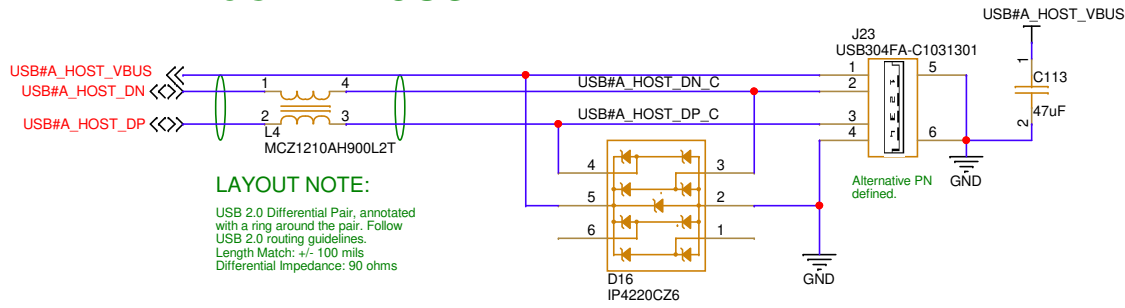 USB#A_HOST_VBUS
J23
USB304FA-C1031301
USB#A_HOST_VBUS
1
5
1
USB#A_HOST_DN
1
4
USB#A_HOST_DN_C
2
C113
47uF
USB#A_HOST_DP
2
3
USB#A_HOST_DP_C
3
2
L4
4
6
MCZ1210AH900L2T
4
3
GND
Alternative PN
defined.
LAYOUT NOTE:
5
2
USB 2.0 Differential Pair, annotated
with a ring around the pair. Follow
USB 2.0 routing guidelines.
Length Match: +/- 100 mils
Differential Impedance: 90 ohms
6
1
GND
D16
IP4220CZ6